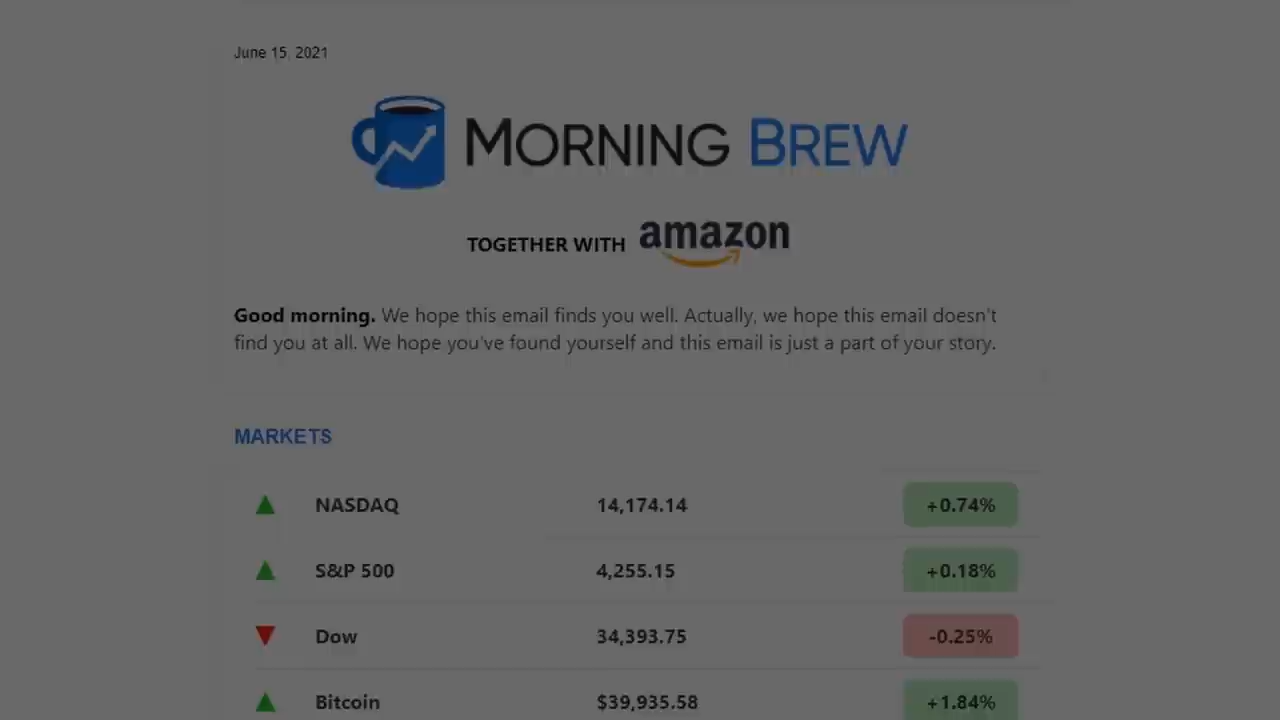 June 15, 2021
MORNING BREW
TOGETHER WITH amazon
Good morning. We hope this email finds you well. Actually, we hope this email doesn't
find you at all. We hope you've found yourself and this email is just a part of your story.
MARKETS
NASDAQ 14,174.14 +0.74%
S&P 500 4,255.15 +0.18%
Dow 34,393.75 -0.25%
Bitcoin $39,935.58 +1.84%